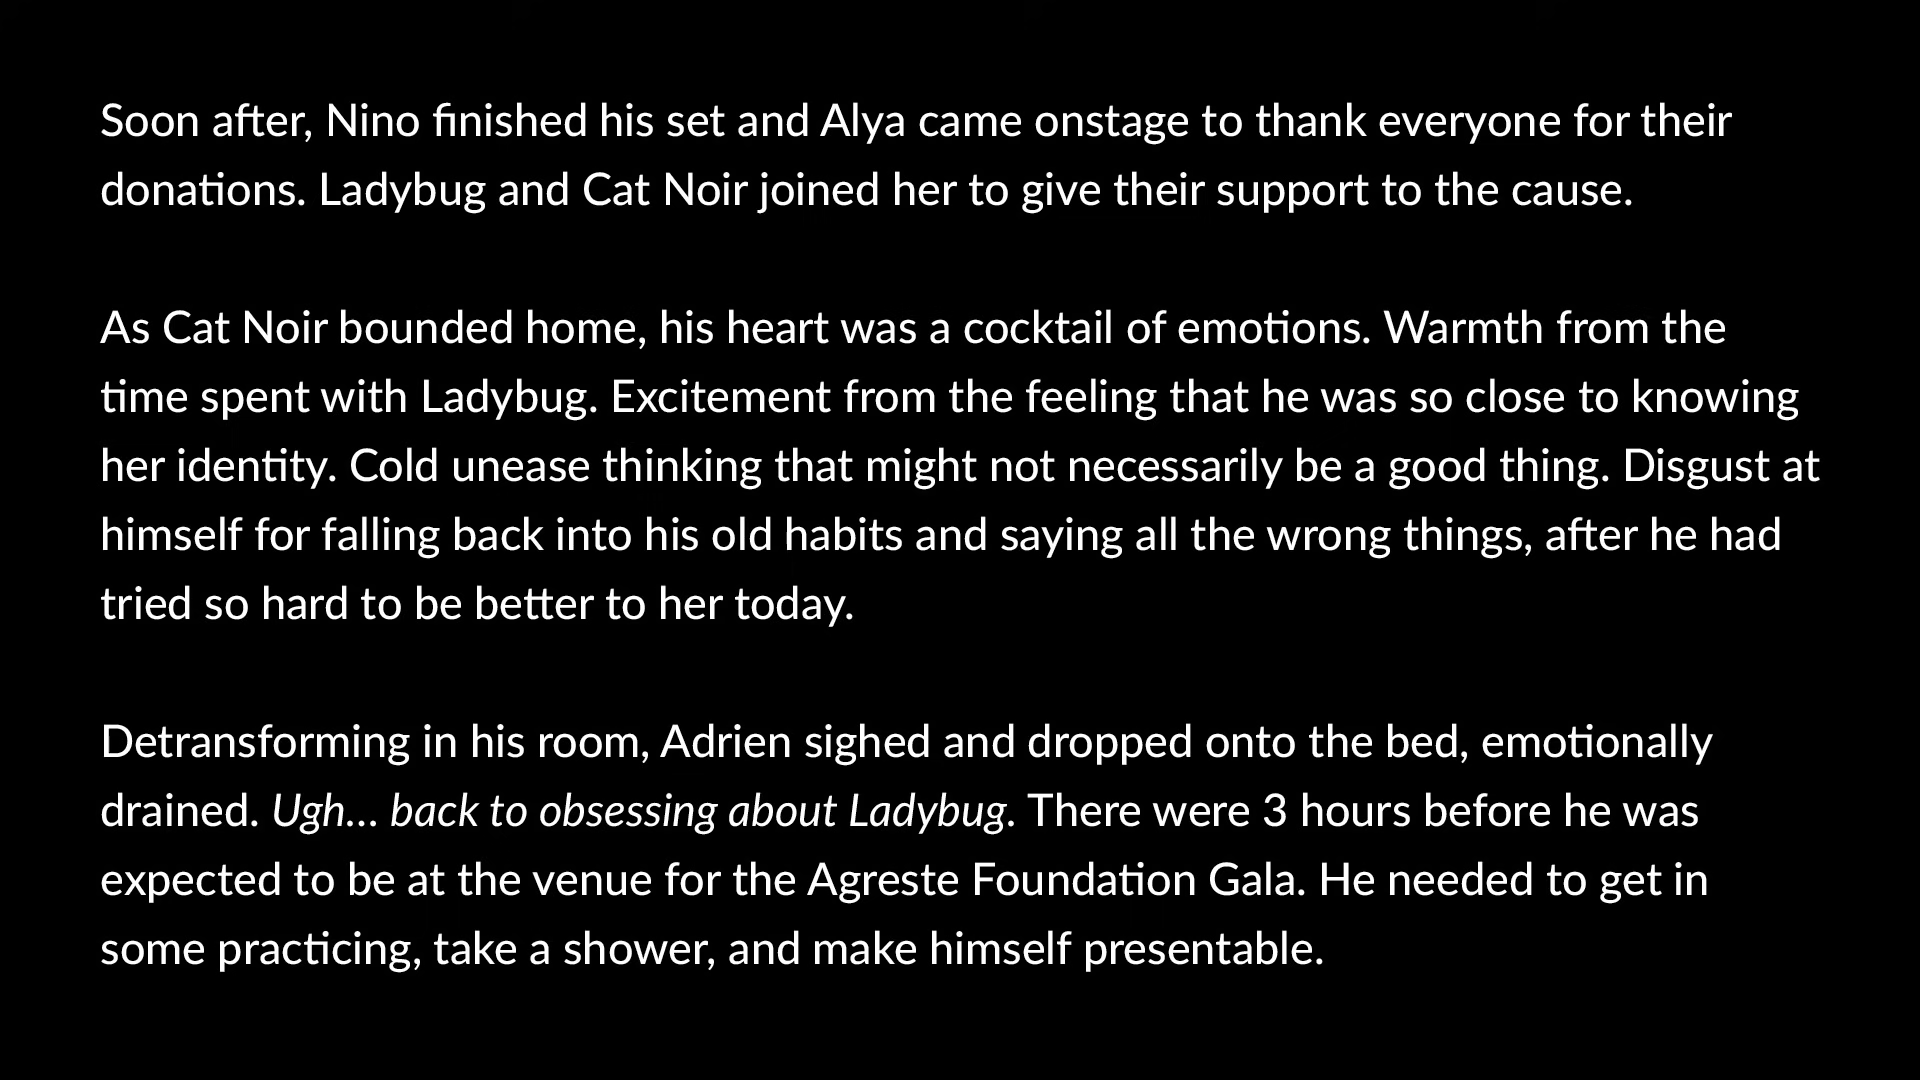 Soon after, Nino finished his set and Alya came onstage to thank everyone for their
donations. Ladybug and Cat Noir joined her to give their support to the cause.
As Cat Noir bounded home, his heart was a cocktail of emotions. Warmth from the
time spent with Ladybug. Excitement from the feeling that he was so close to knowing
her identity. Cold unease thinking that might not necessarily be a good thing. Disgust at
himself for falling back into his old habits and saying all the wrong things, after he had
tried so hard to be better to her today.
Detransforming in his room, Adrien sighed and dropped onto the bed, emotionally
drained. Ugh... back to obsessing about Ladybug. There were 3 hours before he was
expected to be at the venue for the Agreste Foundation Gala. He needed to get in
some practicing, take a shower, and make himself presentable.